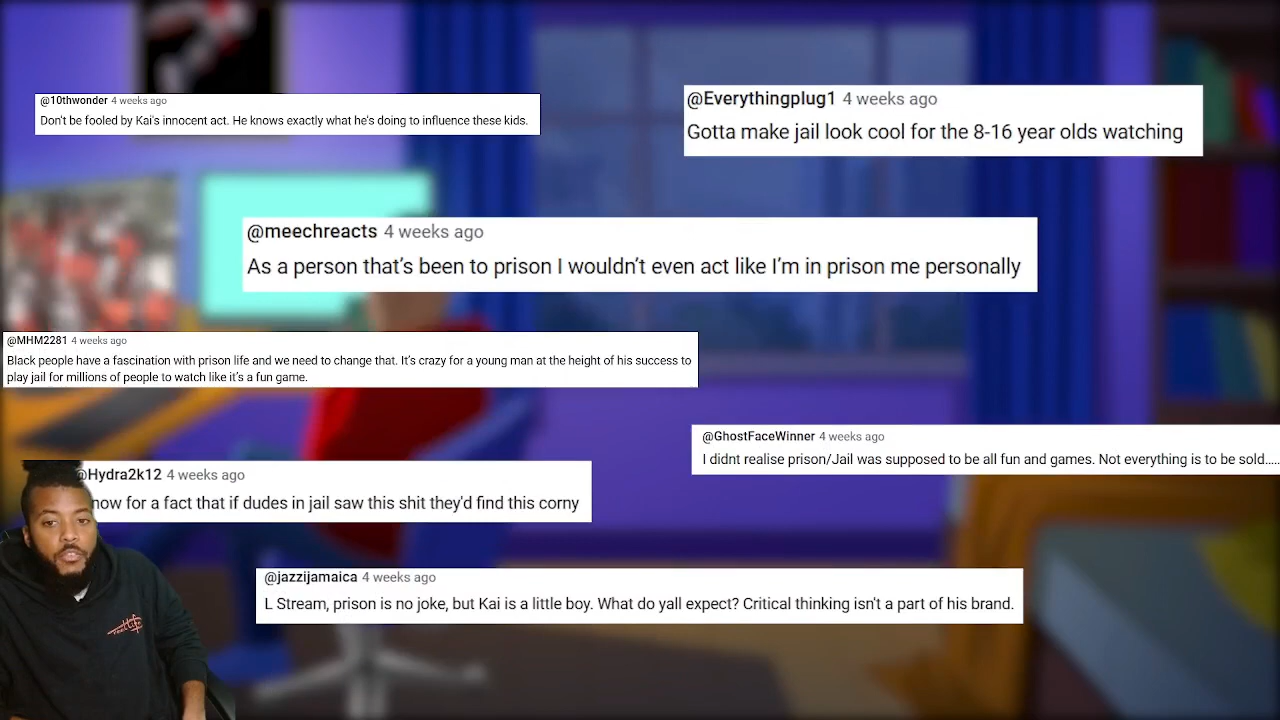 @10thwonder 4 weeks ago
Don't be fooled by Kai's innocent act. He knows exactly what he's doing to influence these kids.
@Everythingplug1 4 weeks ago
Gotta make jail look cool for the 8-16 year olds watching
@meechreacts 4 weeks ago
As a person that's been to prison I wouldn't even act like I'm in prison me personally
@MHM2281 4 weeks ago
Black people have a fascination with prison life and we need to change that. It's crazy for a young man at the height of his success to
play jail for millions of people to watch like it's a fun game.
@GhostFaceWinner 4 weeks ago
I didnt realise prison/Jail was supposed to be all fun and games. Not everything is to be sold.....
@Hydra2k12 4 weeks ago
now for a fact that if dudes in jail saw this shit they'd find this corny
@jazzijamaica 4 weeks ago
L Stream, prison is no joke, but Kai is a little boy. What do yall expect? Critical thinking isn't a part of his brand.